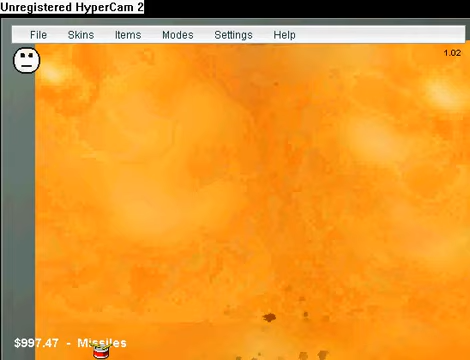 Unregistered HyperCam 2
File Skins Items Modes Settings Help
1.02
$997.47 - Missiles